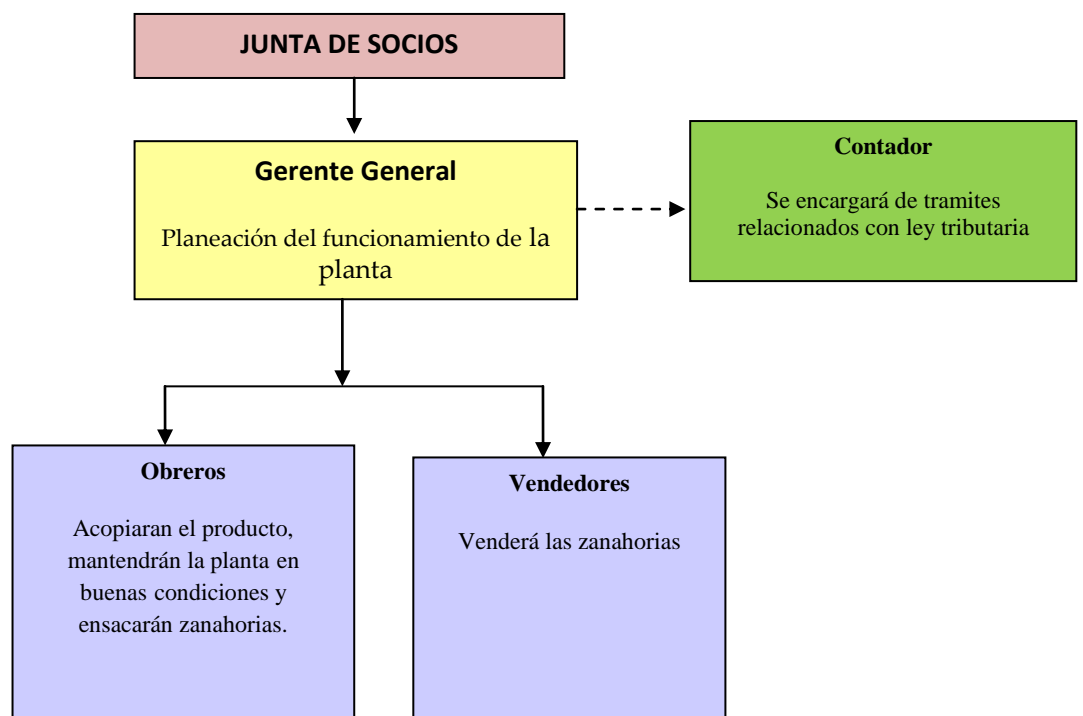 JUNTA DE SOCIOS
Gerente General
Planeación del funcionamiento de la
planta
Contador
Se encargará de tramites
relacionados con ley tributaria
Obreros
Acopiaran el producto,
mantendrán la planta en
buenas condiciones y
ensacarán zanahorias.
Vendedores
Venderá las zanahorias